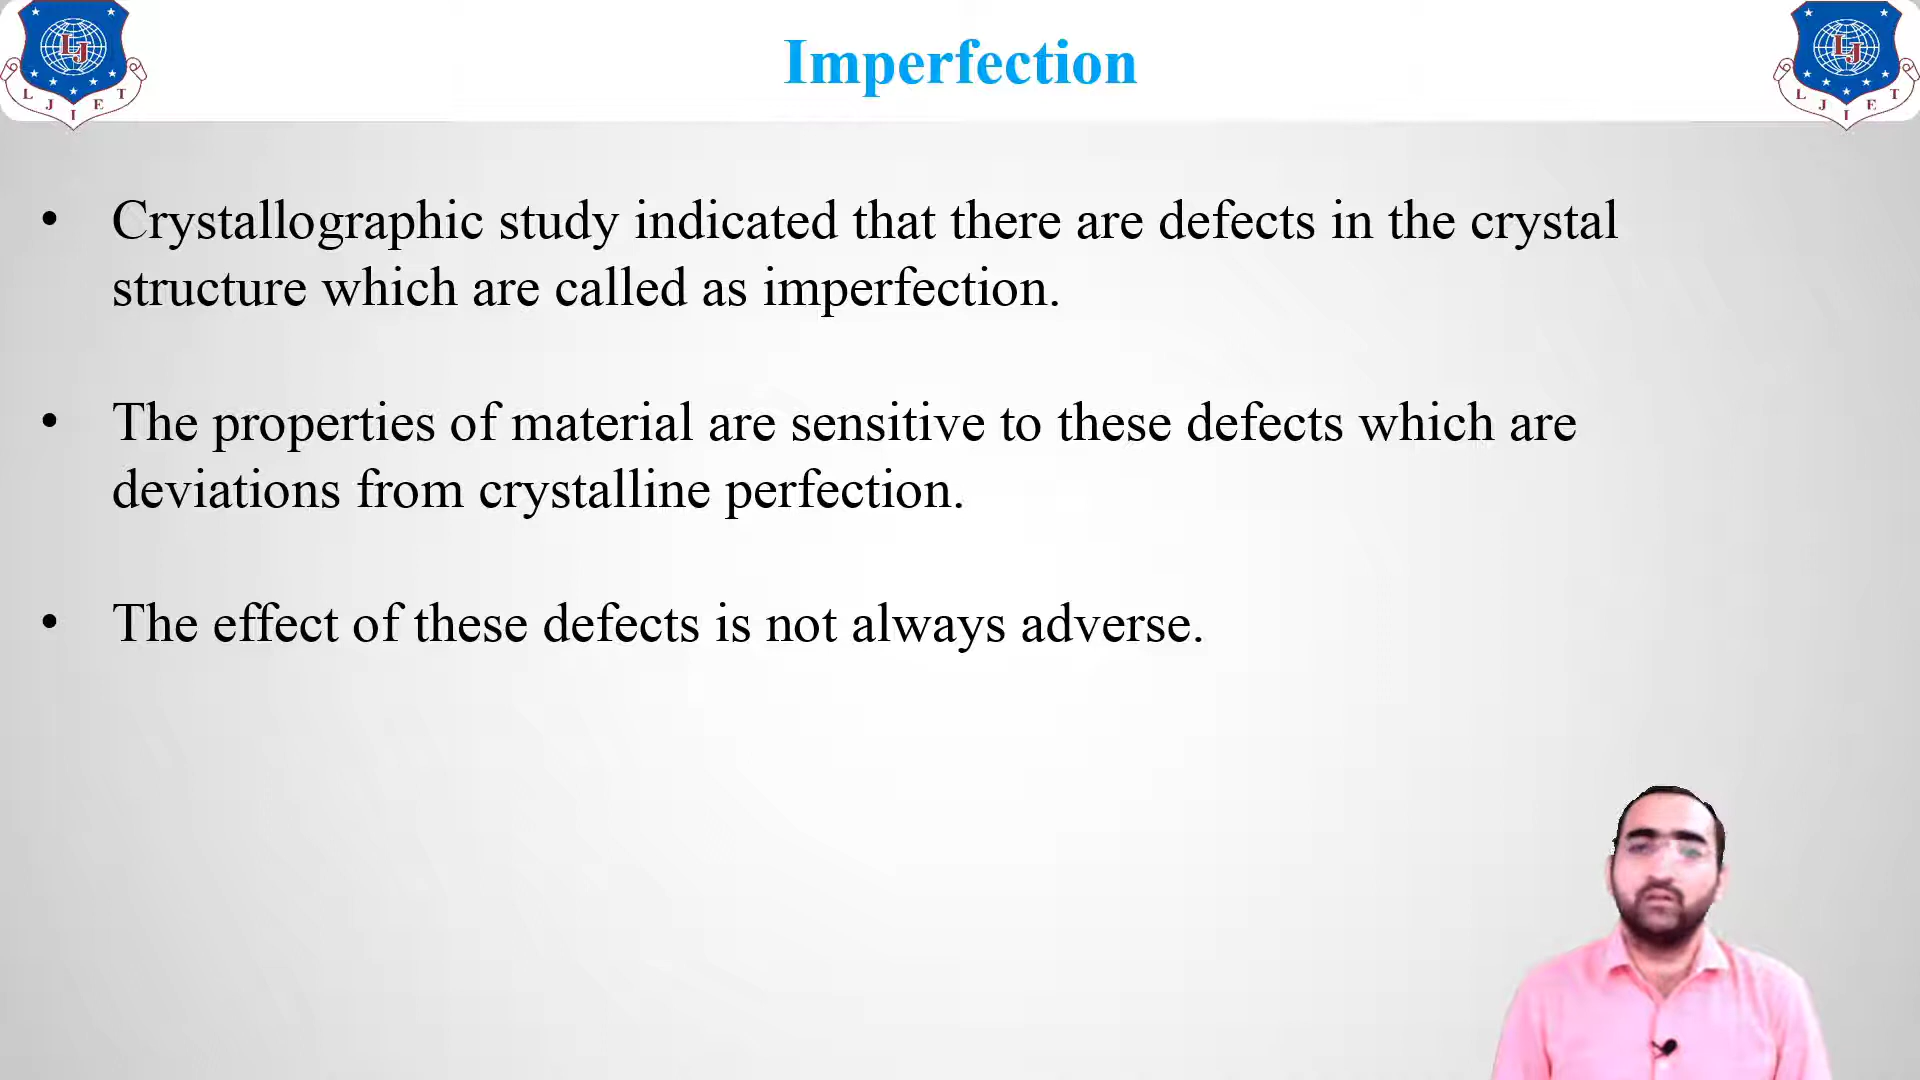 LJ
L J I E T
Imperfection
LJ
L J I E T
• Crystallographic study indicated that there are defects in the crystal
structure which are called as imperfection.
• The properties of material are sensitive to these defects which are
deviations from crystalline perfection.
• The effect of these defects is not always adverse.